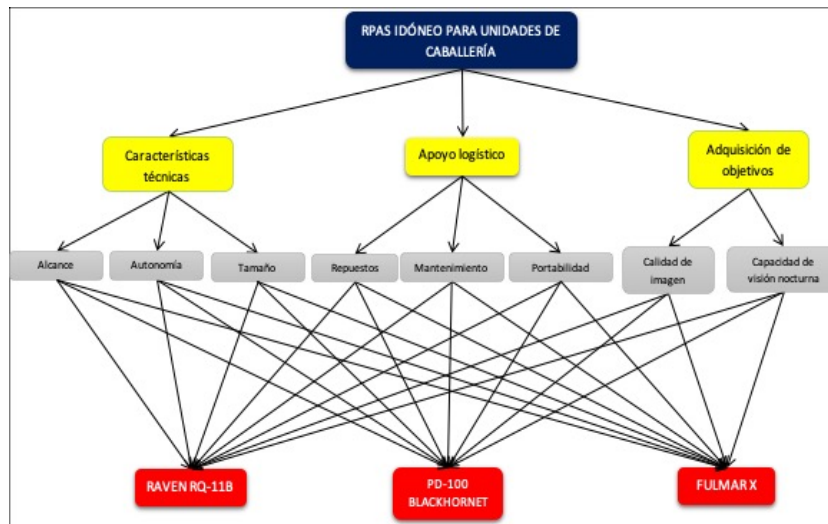 RPAS IDÓNEO PARA UNIDADES DE
CABALLERÍA
Características
técnicas
Apoyo logístico
Adquisición de
objetivos
Alcance
Autonomía
Tamaño
Repuestos
Mantenimiento
Portabilidad
Calidad de
imagen
Capacidad de
visión nocturna
RAVEN RQ-11B
PD-100
BLACKHORNET
FULMAR X